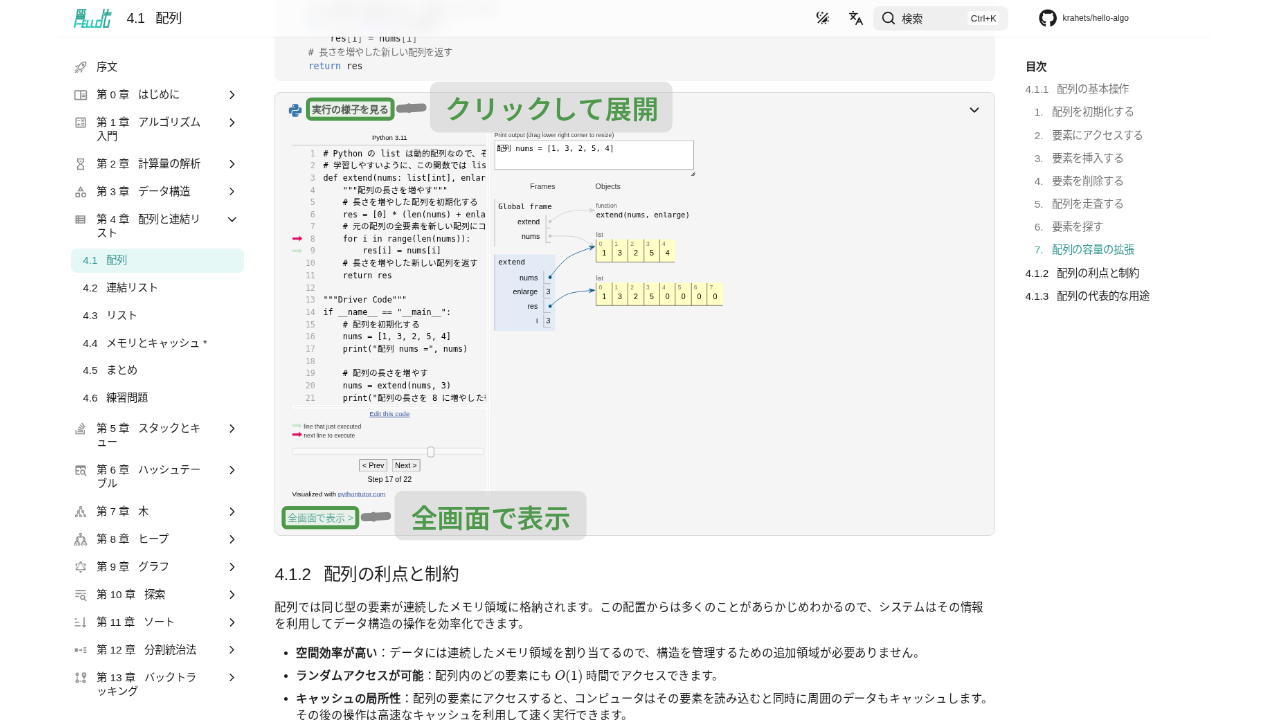 HELLO
4.1 配列
検索
Ctrl+K
krahets/hello-algo
序文
第 0 章 はじめに
第 1 章 アルゴリズム
入門
第 2 章 計算量の解析
第 3 章 データ構造
第 4 章 配列と連結リ
スト
4.1 配列
4.2 連結リスト
4.3 リスト
4.4 メモリとキャッシュ *
4.5 まとめ
4.6 練習問題
第 5 章 スタックとキ
ュー
第 6 章 ハッシュテー
ブル
第 7 章 木
第 8 章 ヒープ
第 9 章 グラフ
第 10 章 探索
第 11 章 ソート
第 12 章 分割統治法
第 13 章 バックトラ
ッキング
res[i] = nums[i]
# 長さを増やした新しい配列を返す
return res
実行の様子を見る
クリックして展開
Python 3.11
1 # Python の list は動的配列なので、そ
2 # 学習しやすいように、この関数では lis
3 def extend(nums: list[int], enlar
4 """配列の長さを増やす"""
5 # 長さを増やした配列を初期化する
6 res = [0] * (len(nums) + enla
7 # 元の配列の全要素を新しい配列にコ
8 for i in range(len(nums)):
9 res[i] = nums[i]
10 # 長さを増やした新しい配列を返す
11 return res
12
13 """Driver Code"""
14 if __name__ == "__main__":
15 # 配列を初期化する
16 nums = [1, 3, 2, 5, 4]
17 print("配列 nums =", nums)
18
19 # 配列の長さを増やす
20 nums = extend(nums, 3)
21 print("配列の長さを 8 に増やした
Edit this code
line that just executed
next line to execute
< Prev Next >
Step 17 of 22
Visualized with pythontutor.com
全画面で表示 >
全画面で表示
Print output (drag lower right corner to resize)
配列 nums = [1, 3, 2, 5, 4]
Frames Objects
Global frame
extend
nums
function
extend(nums, enlarge)
list
0 1 2 3 4
1 3 2 5 4
extend
nums
enlarge 3
res
i 3
list
0 1 2 3 4 5 6 7
1 3 2 5 0 0 0 0
4.1.2 配列の利点と制約
配列では同じ型の要素が連続したメモリ領域に格納されます。この配置からは多くのことがあらかじめわかるので、システムはその情報
を利用してデータ構造の操作を効率化できます。
• 空間効率が高い：データには連続したメモリ領域を割り当てるので、構造を管理するための追加領域が必要ありません。
• ランダムアクセスが可能：配列内のどの要素にも O(1) 時間でアクセスできます。
• キャッシュの局所性：配列の要素にアクセスすると、コンピュータはその要素を読み込むと同時に周囲のデータもキャッシュします。
その後の操作は高速なキャッシュを利用して速く実行できます。
目次
4.1.1 配列の基本操作
1. 配列を初期化する
2. 要素にアクセスする
3. 要素を挿入する
4. 要素を削除する
5. 配列を走査する
6. 要素を探す
7. 配列の容量の拡張
4.1.2 配列の利点と制約
4.1.3 配列の代表的な用途